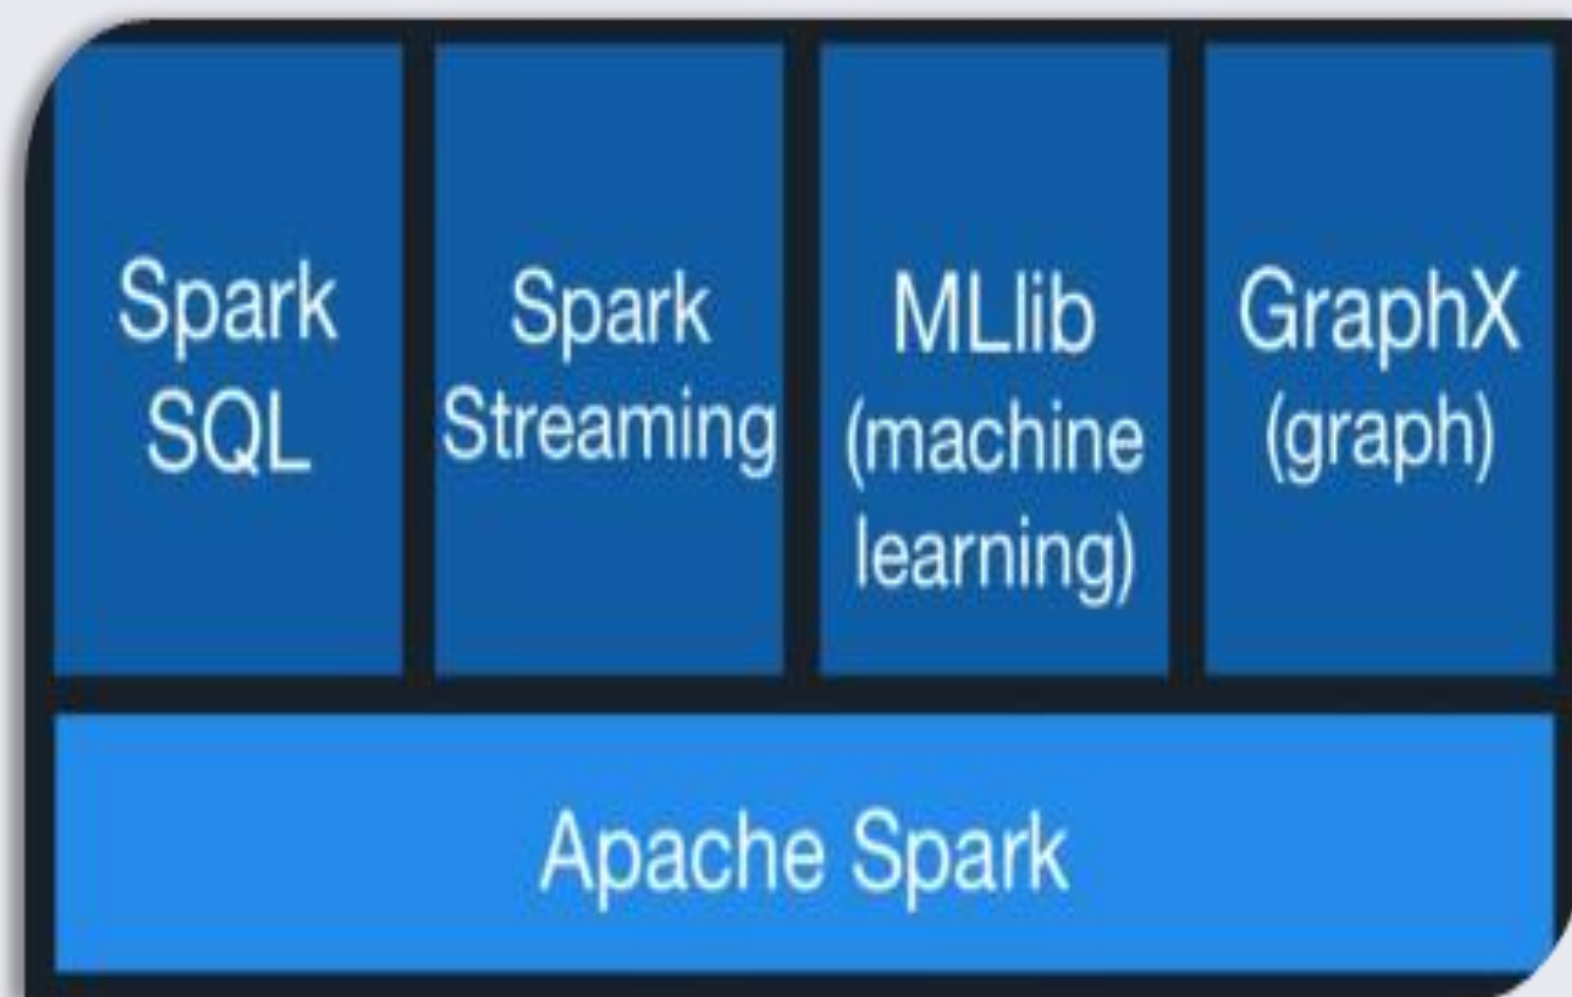 Spark
SQL
Spark
Streaming
MLlib
(machine
learning)
GraphX
(graph)
Apache Spark